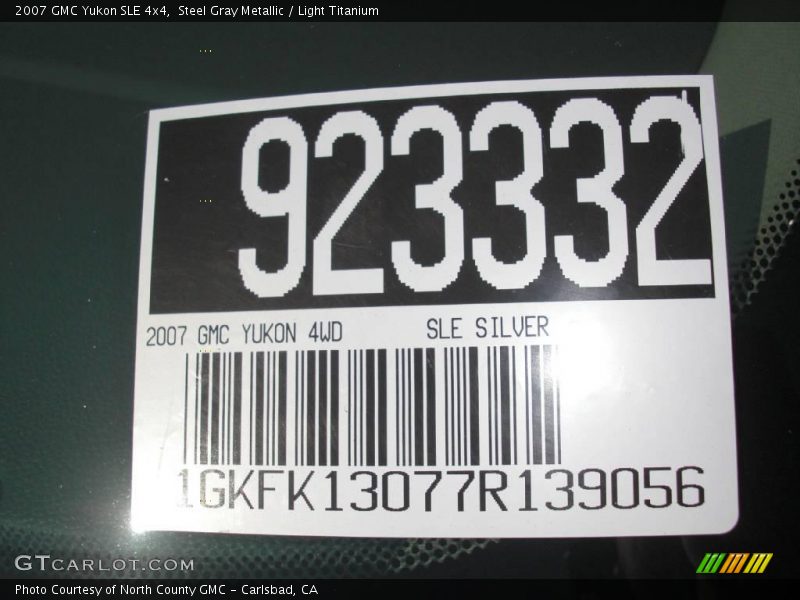 2007 GMC Yukon SLE 4x4,  Steel Gray Metallic / Light Titanium
923332
2007 GMC YUKON 4WD SLE SILVER
1GKFK13077R139056
GTCARLOT.COM
Photo Courtesy of North County GMC - Carlsbad, CA